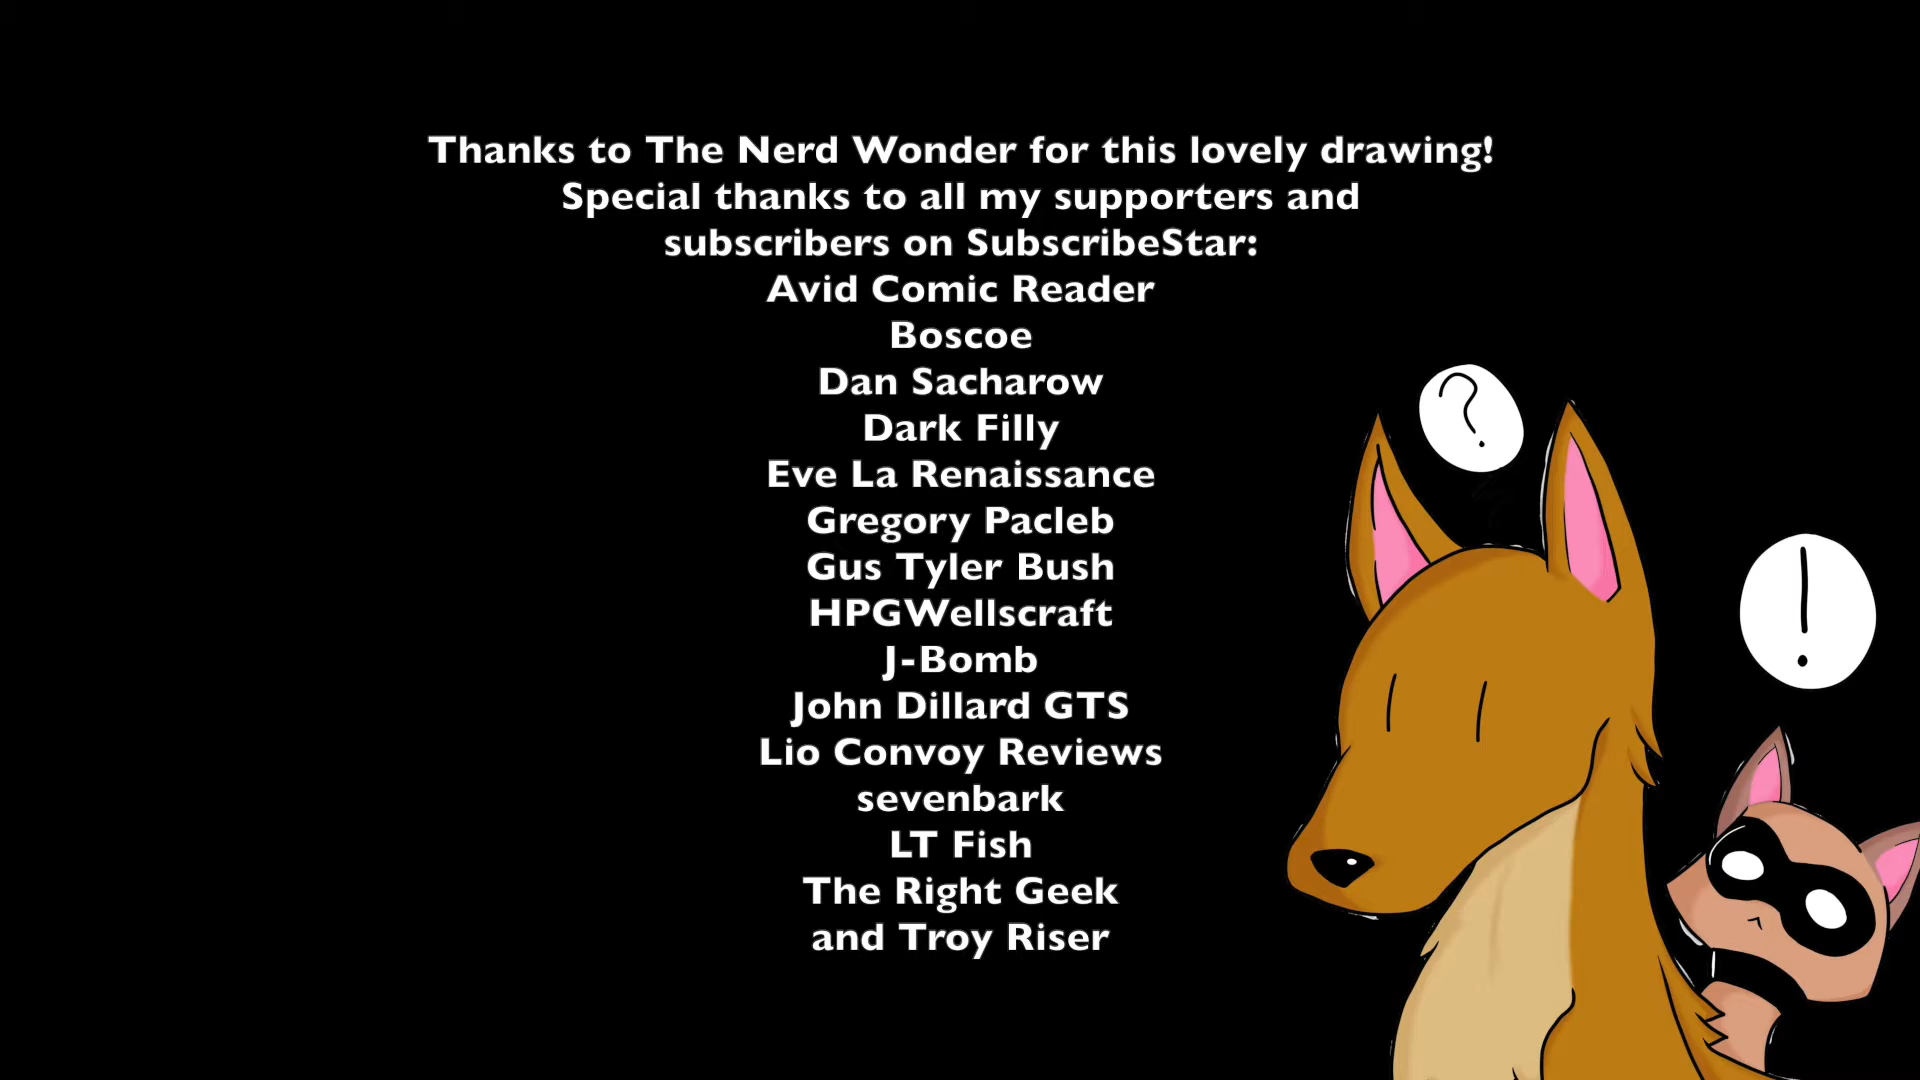 Thanks to The Nerd Wonder for this lovely drawing!
Special thanks to all my supporters and
subscribers on SubscribeStar:
Avid Comic Reader
Boscoe
Dan Sacharow
Dark Filly
Eve La Renaissance
Gregory Pacleb
Gus Tyler Bush
HPGWellscraft
J-Bomb
John Dillard GTS
Lio Convoy Reviews
sevenbark
LT Fish
The Right Geek
and Troy Riser
?
!